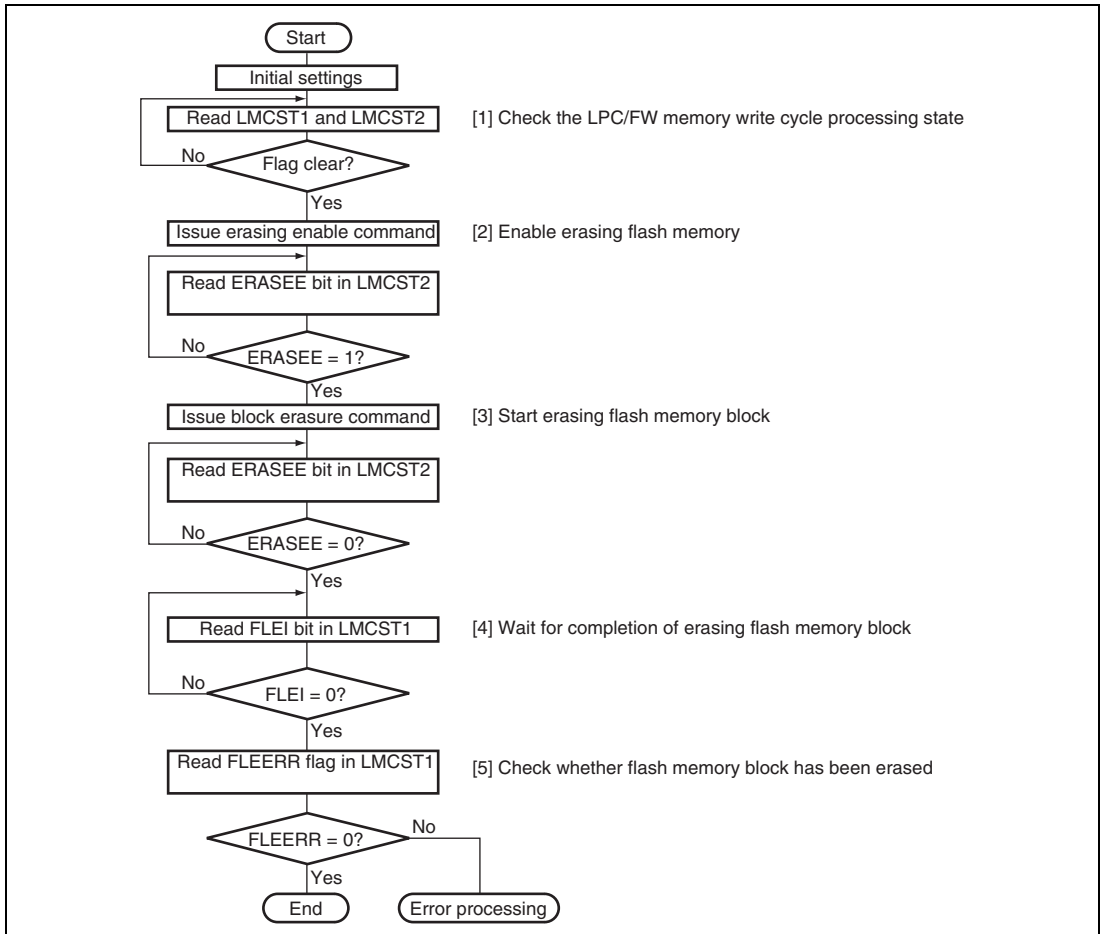 Start
Initial settings
Read LMCST1 and LMCST2
[1] Check the LPC/FW memory write cycle processing state
No
Flag clear?
Yes
Issue erasing enable command
[2] Enable erasing flash memory
Read ERASEE bit in LMCST2
No
ERASEE = 1?
Yes
Issue block erasure command
[3] Start erasing flash memory block
Read ERASEE bit in LMCST2
No
ERASEE = 0?
Yes
Read FLEI bit in LMCST1
[4] Wait for completion of erasing flash memory block
No
FLEI = 0?
Yes
Read FLEERR flag in LMCST1
[5] Check whether flash memory block has been erased
No
FLEERR = 0?
Yes
End
Error processing